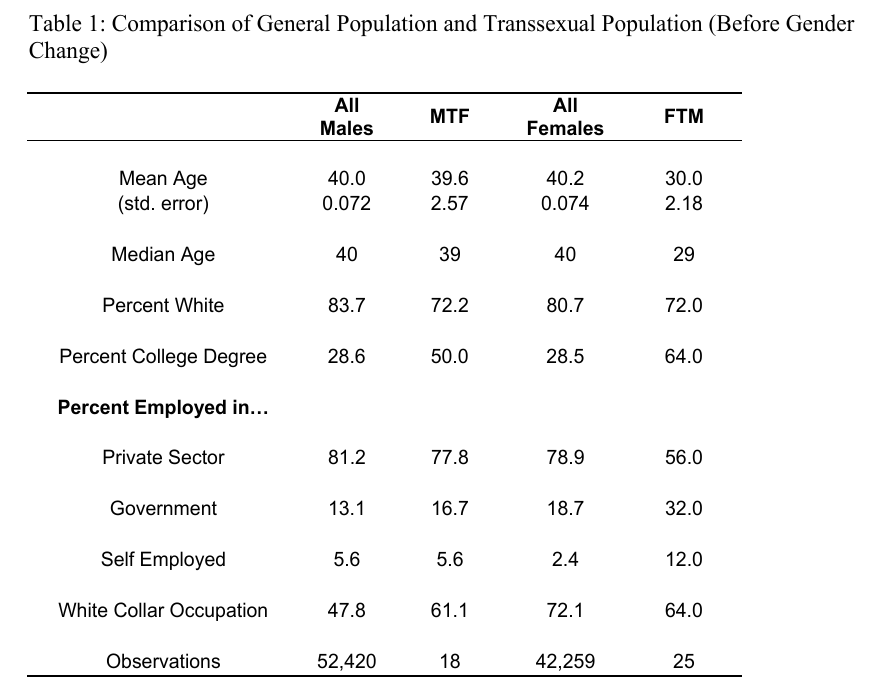 Table 1: Comparison of General Population and Transsexual Population (Before Gender
Change)
All Males MTF All Females FTM
Mean Age 40.0 39.6 40.2 30.0
(std. error) 0.072 2.57 0.074 2.18
Median Age 40 39 40 29
Percent White 83.7 72.2 80.7 72.0
Percent College Degree 28.6 50.0 28.5 64.0
Percent Employed in…
Private Sector 81.2 77.8 78.9 56.0
Government 13.1 16.7 18.7 32.0
Self Employed 5.6 5.6 2.4 12.0
White Collar Occupation 47.8 61.1 72.1 64.0
Observations 52,420 18 42,259 25